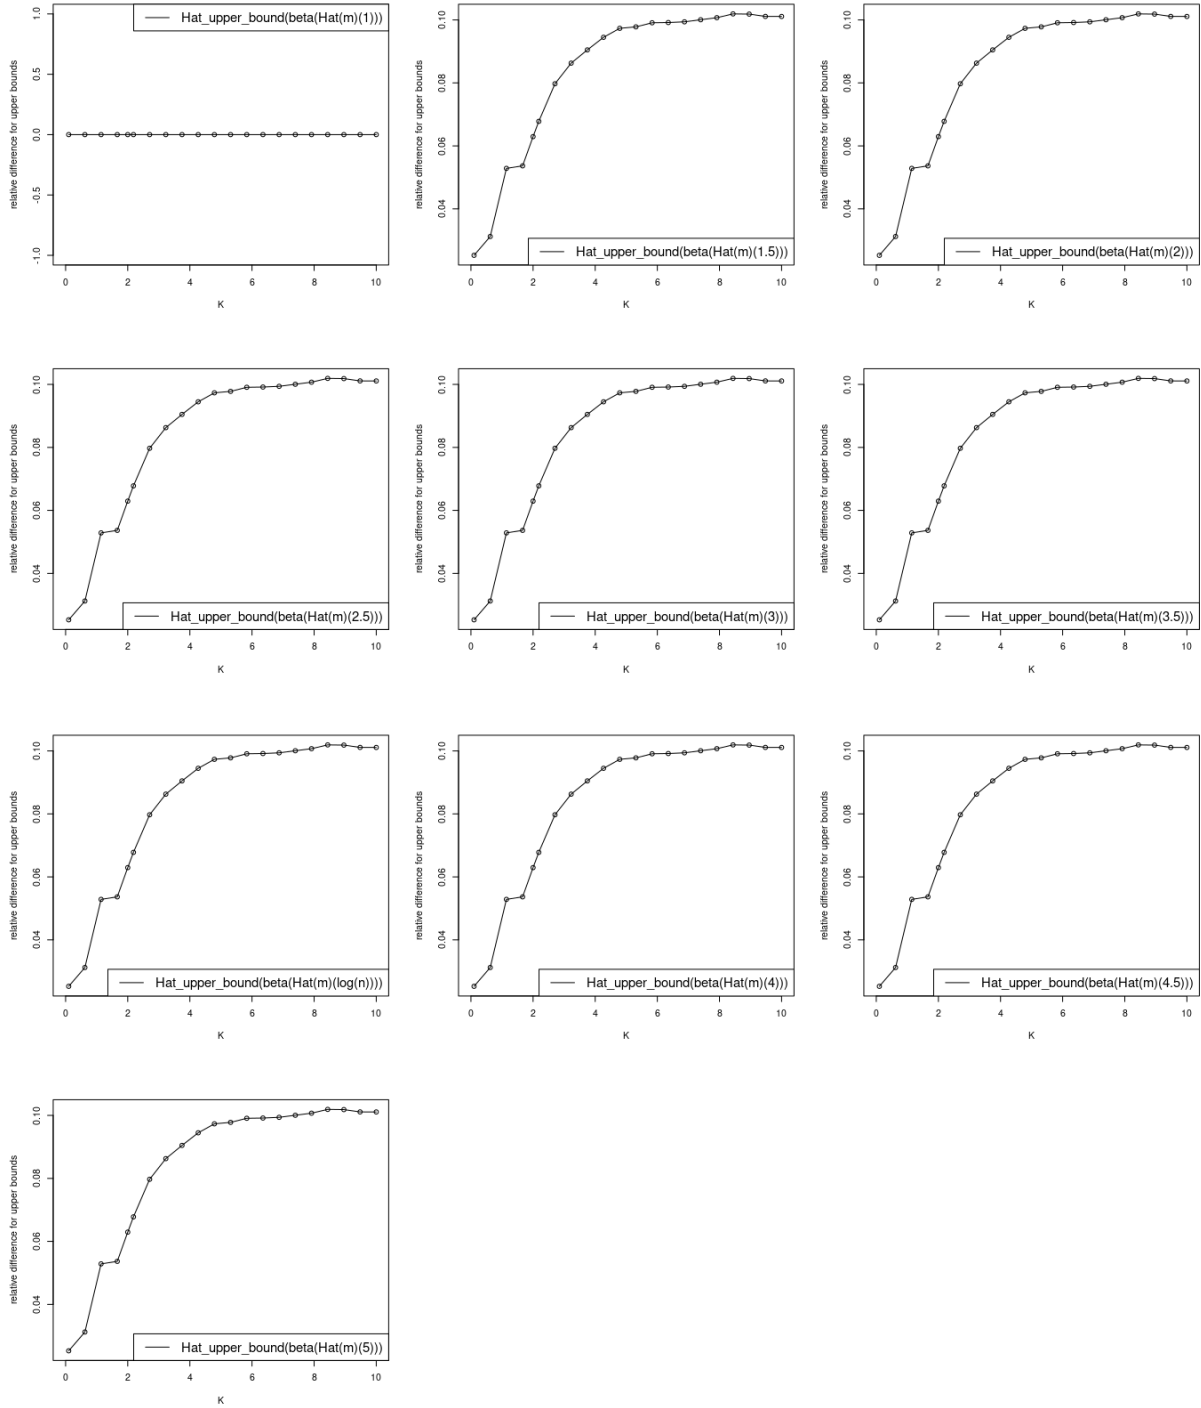 Hat_upper_bound(beta(Hat(m)(1)))
relative difference for upper bounds
-1.0 -0.5 0.0 0.5 1.0
0 2 4 6 8 10
K
Hat_upper_bound(beta(Hat(m)(1.5)))
relative difference for upper bounds
0.04 0.06 0.08 0.10
0 2 4 6 8 10
K
Hat_upper_bound(beta(Hat(m)(2)))
relative difference for upper bounds
0.04 0.06 0.08 0.10
0 2 4 6 8 10
K
Hat_upper_bound(beta(Hat(m)(2.5)))
relative difference for upper bounds
0.04 0.06 0.08 0.10
0 2 4 6 8 10
K
Hat_upper_bound(beta(Hat(m)(3)))
relative difference for upper bounds
0.04 0.06 0.08 0.10
0 2 4 6 8 10
K
Hat_upper_bound(beta(Hat(m)(3.5)))
relative difference for upper bounds
0.04 0.06 0.08 0.10
0 2 4 6 8 10
K
Hat_upper_bound(beta(Hat(m)(log(n))))
relative difference for upper bounds
0.04 0.06 0.08 0.10
0 2 4 6 8 10
K
Hat_upper_bound(beta(Hat(m)(4)))
relative difference for upper bounds
0.04 0.06 0.08 0.10
0 2 4 6 8 10
K
Hat_upper_bound(beta(Hat(m)(4.5)))
relative difference for upper bounds
0.04 0.06 0.08 0.10
0 2 4 6 8 10
K
Hat_upper_bound(beta(Hat(m)(5)))
relative difference for upper bounds
0.04 0.06 0.08 0.10
0 2 4 6 8 10
K